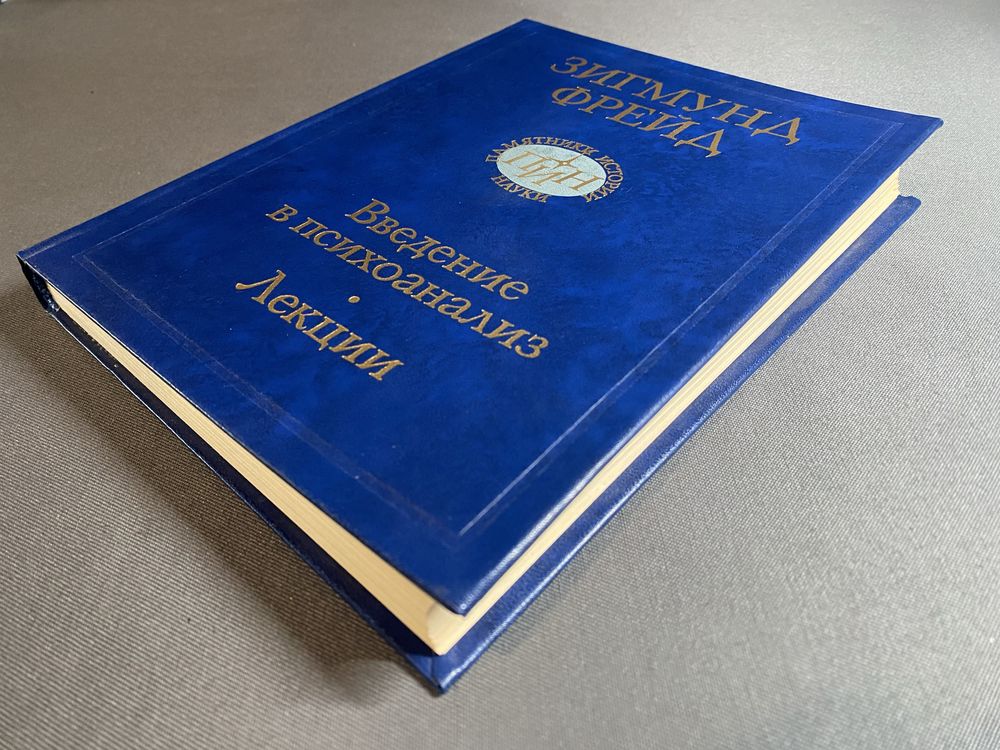 ЗИГМУНД
ФРЕЙД
ПАМЯТНИКИ ИСТОРИИ
ПИН
НАУКИ
Введение
в психоанализ
•
Лекции